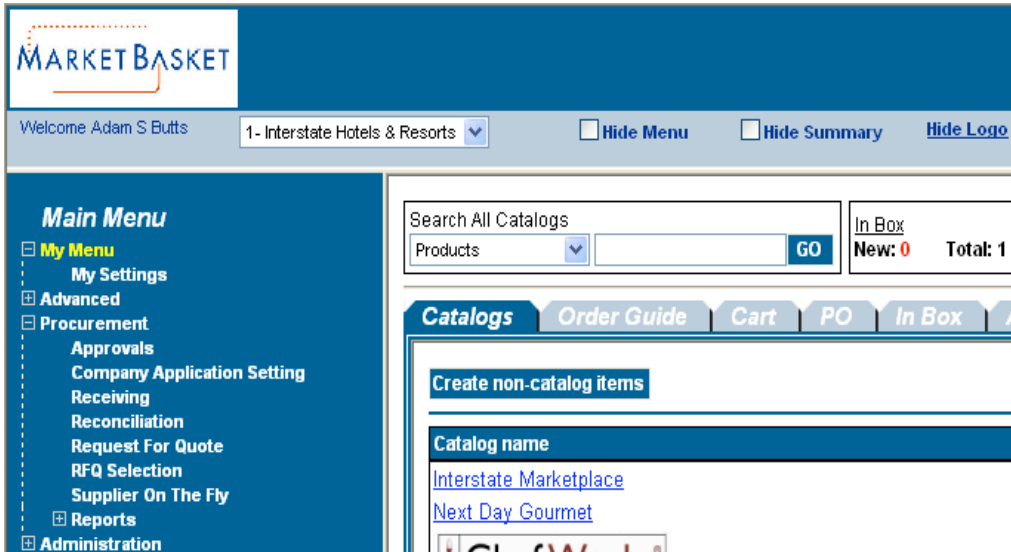 MARKETBASKET
Welcome Adam S Butts
1- Interstate Hotels & Resorts
Hide Menu
Hide Summary
Hide Logo
Main Menu
My Menu
My Settings
Advanced
Procurement
Approvals
Company Application Setting
Receiving
Reconciliation
Request For Quote
RFQ Selection
Supplier On The Fly
Reports
Administration
Search All Catalogs
Products
GO
In Box
New: 0 Total: 1
Catalogs
Order Guide
Cart
PO
In Box
Create non-catalog items
Catalog name
Interstate Marketplace
Next Day Gourmet